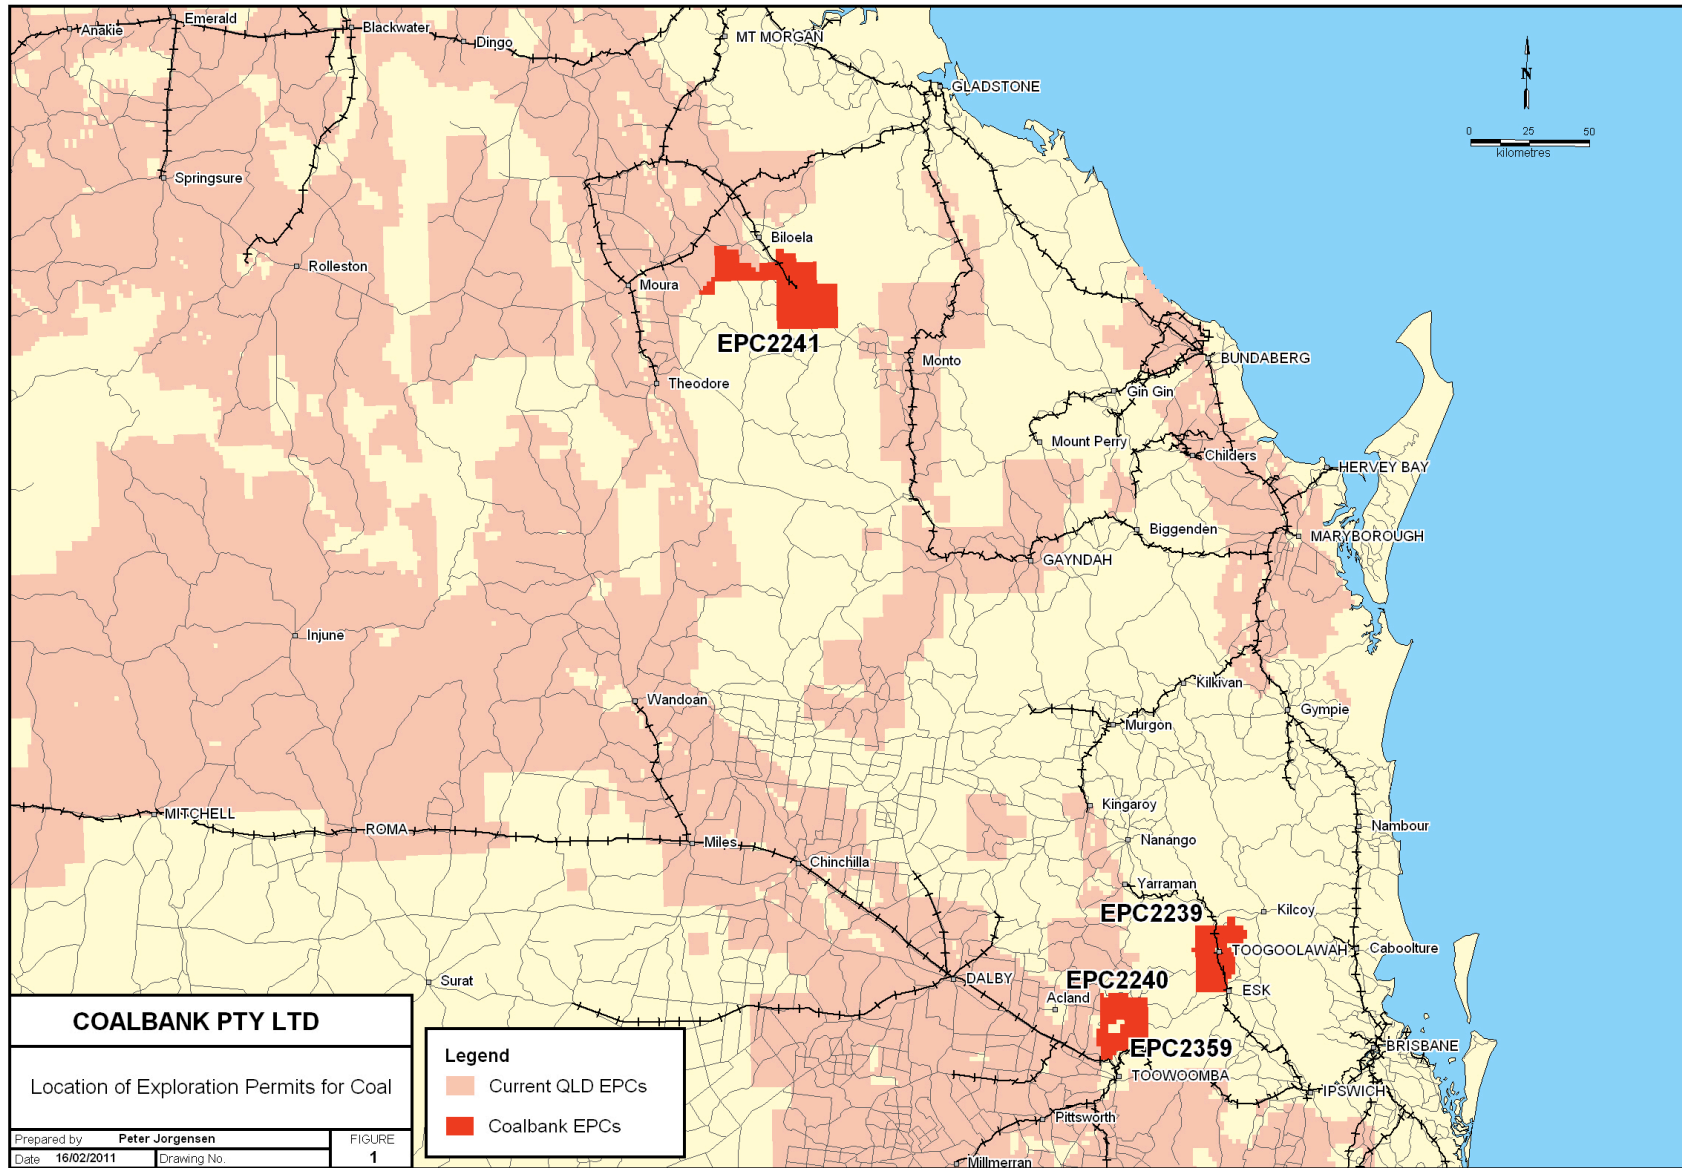 Anakie
Emerald
Blackwater
Dingo
MT MORGAN
GLADSTONE
N
0 25 50
kilometres
Springsure
Rolleston
Biloela
Moura
EPC2241
Theodore
Monto
BUNDABERG
Gin Gin
Mount Perry
Childers
HERVEY BAY
Biggenden
MARYBOROUGH
GAYNDAH
Injune
Wandoan
Kilkivan
Gympie
Murgon
MITCHELL
ROMA
Miles
Chinchilla
Kingaroy
Nanango
Nambour
Yarraman
EPC2239
Kilcoy
TOOGOOLAWAH
Caboolture
Surat
DALBY
EPC2240
Acland
ESK
EPC2359
BRISBANE
TOOWOOMBA
IPSWICH
Pittsworth
Millmerran
COALBANK PTY LTD
Location of Exploration Permits for Coal
Prepared by Peter Jorgensen
Date 16/02/2011 Drawing No.
FIGURE
1
Legend
Current QLD EPCs
Coalbank EPCs